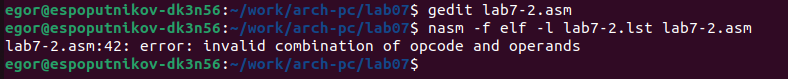 egor@espoputnikov-dk3n56:~/work/arch-pc/lab07$ gedit lab7-2.asm
egor@espoputnikov-dk3n56:~/work/arch-pc/lab07$ nasm -f elf -l lab7-2.lst lab7-2.asm
lab7-2.asm:42: error: invalid combination of opcode and operands
egor@espoputnikov-dk3n56:~/work/arch-pc/lab07$